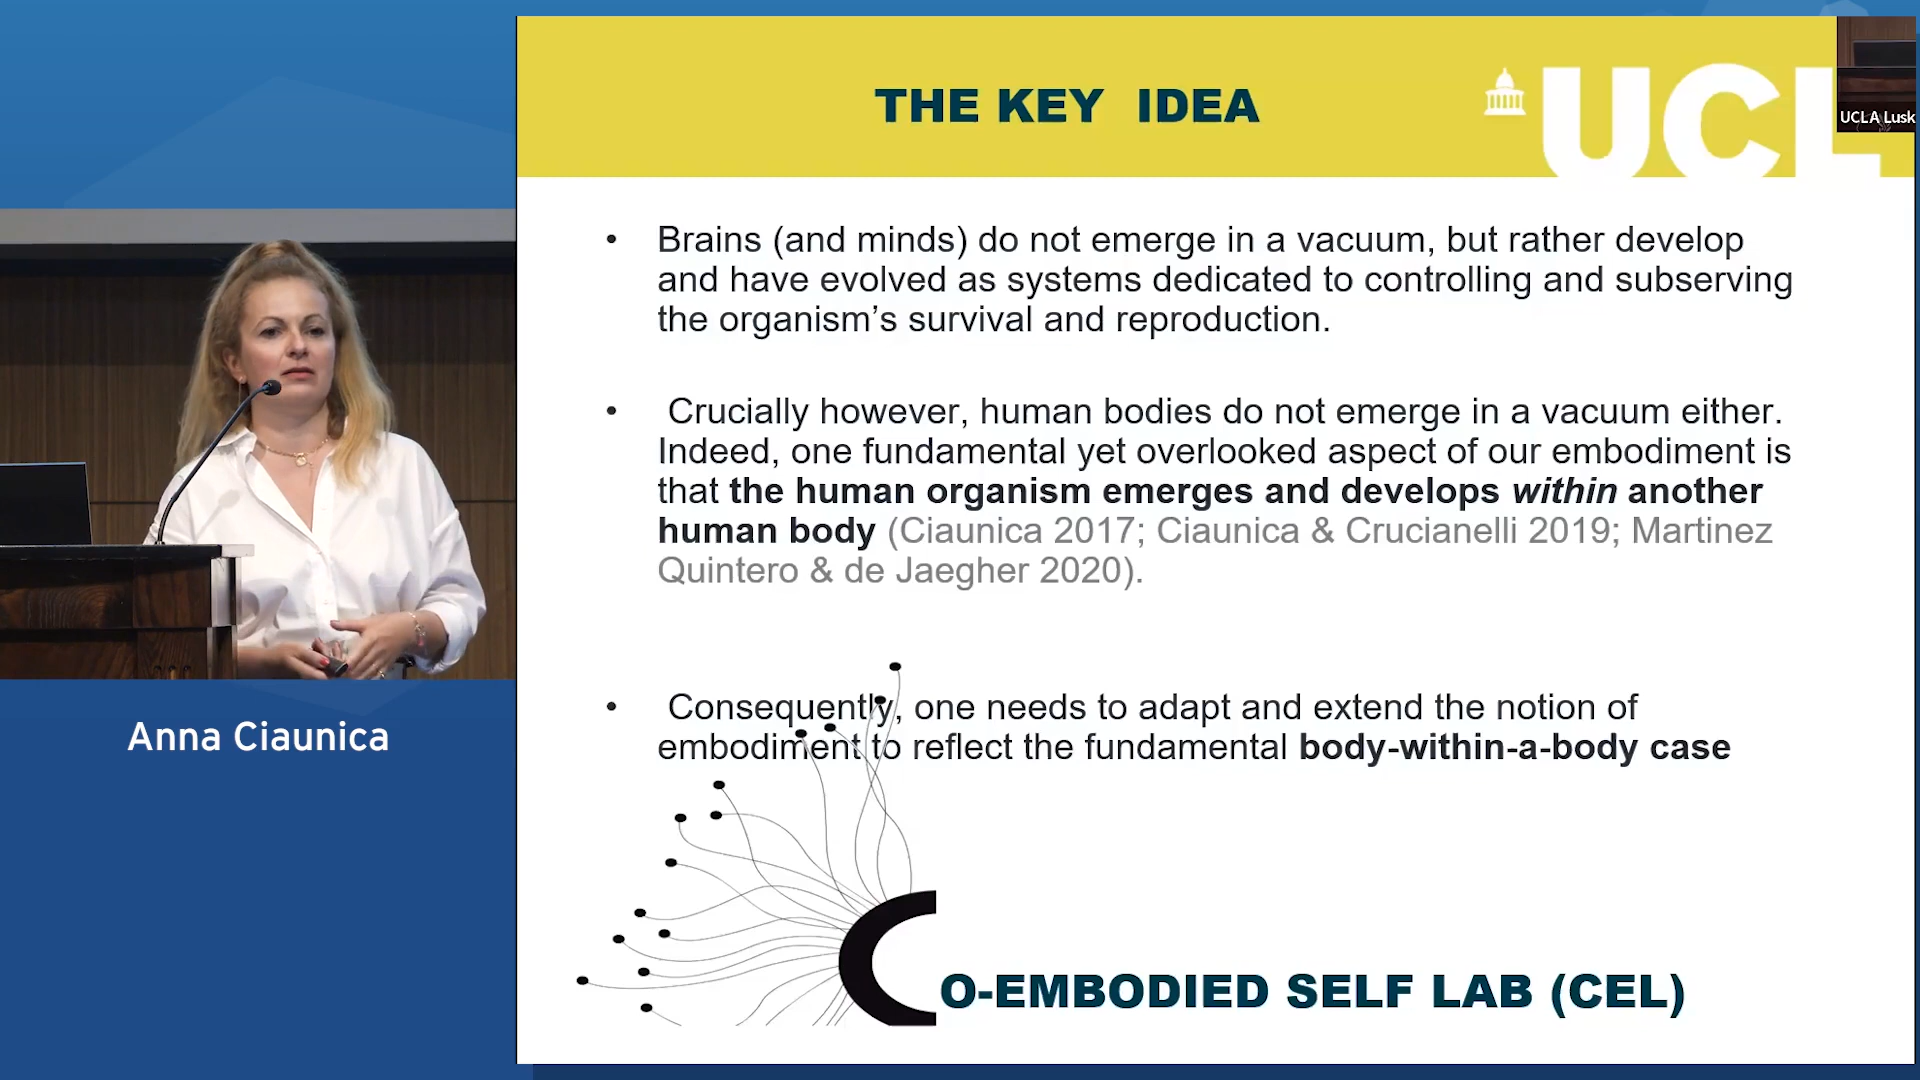 THE KEY IDEA
UCL
UCLA Lusk
• Brains (and minds) do not emerge in a vacuum, but rather develop
and have evolved as systems dedicated to controlling and subserving
the organism’s survival and reproduction.
• Crucially however, human bodies do not emerge in a vacuum either.
Indeed, one fundamental yet overlooked aspect of our embodiment is
that the human organism emerges and develops within another
human body (Ciaunica 2017; Ciaunica & Crucianelli 2019; Martinez
Quintero & de Jaegher 2020).
• Consequently, one needs to adapt and extend the notion of
embodiment to reflect the fundamental body-within-a-body case
Anna Ciaunica
CO-EMBODIED SELF LAB (CEL)